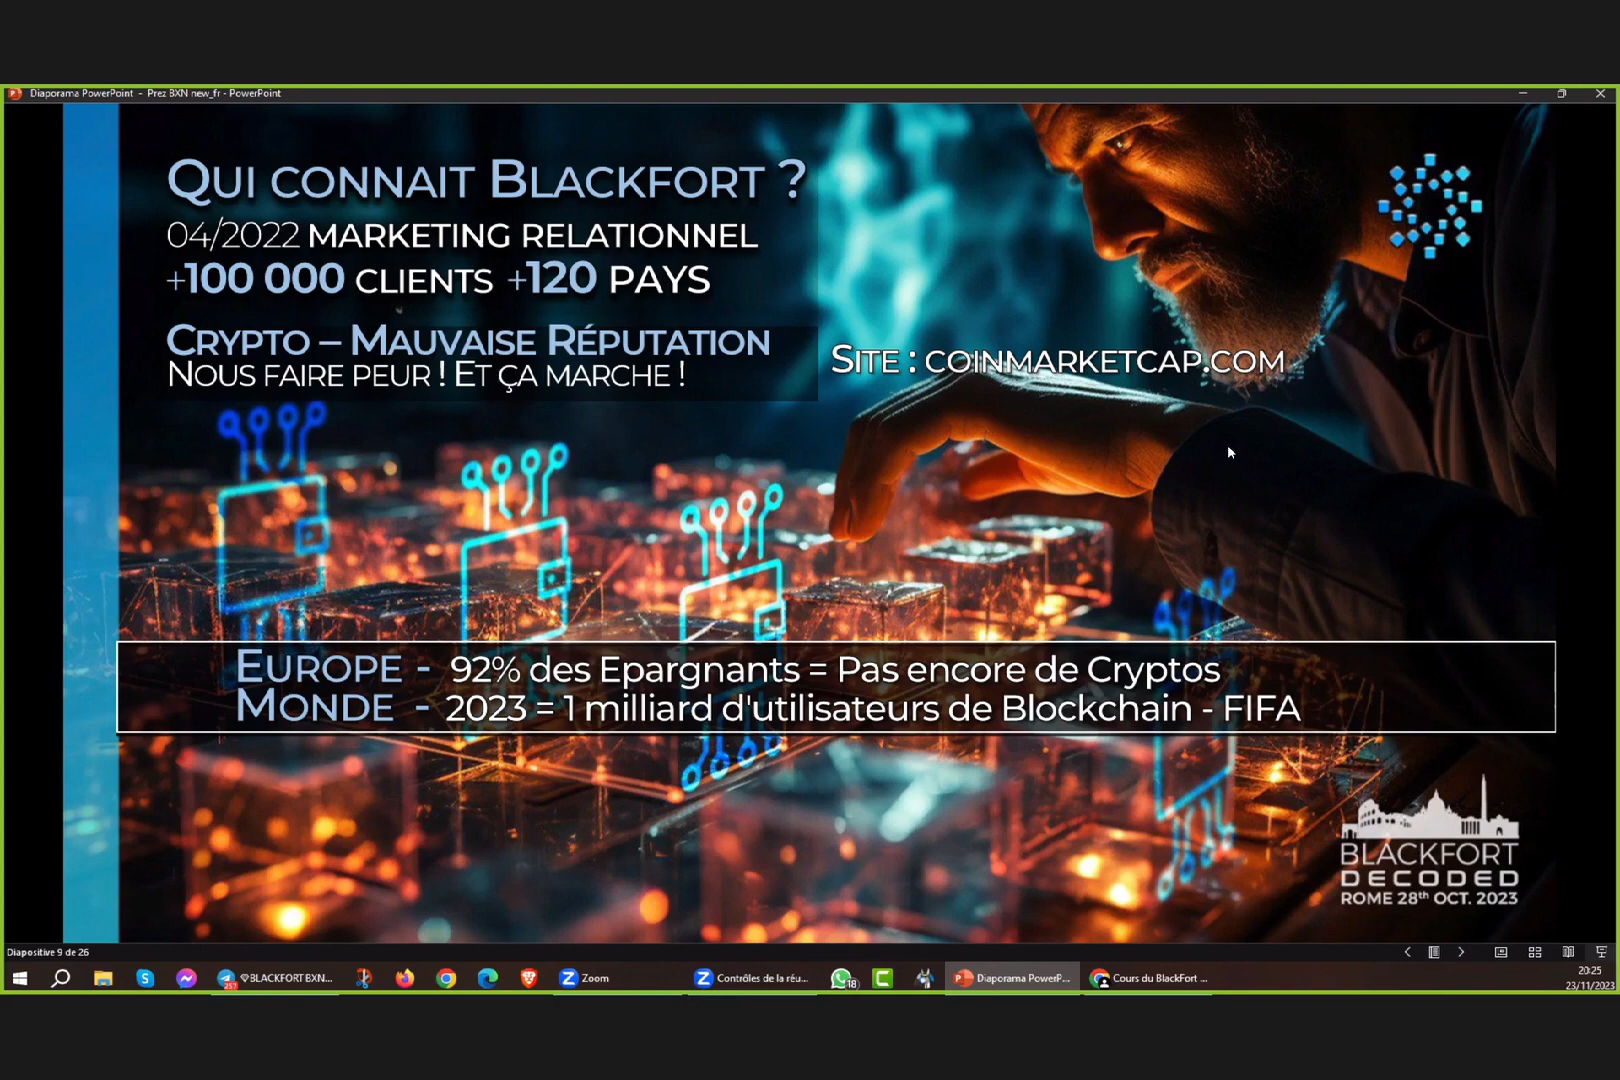 Diaporama PowerPoint - Prez BXN new_fr - PowerPoint
QUI CONNAIT BLACKFORT ?
04/2022 MARKETING RELATIONNEL
+100 000 CLIENTS +120 PAYS
CRYPTO – MAUVAISE RÉPUTATION
NOUS FAIRE PEUR ! ET ÇA MARCHE !
SITE : COINMARKETCAP.COM
EUROPE - 92% des Epargnants = Pas encore de Cryptos
MONDE - 2023 = 1 milliard d'utilisateurs de Blockchain - FIFA
BLACKFORT
DECODED
ROME 28th OCT. 2023
Diapositive 9 de 26
257
BLACKFORT BXN...
Zoom
Contrôles de la réu...
18
Diaporama PowerP...
Cours du BlackFort ...
20:25
23/11/2023